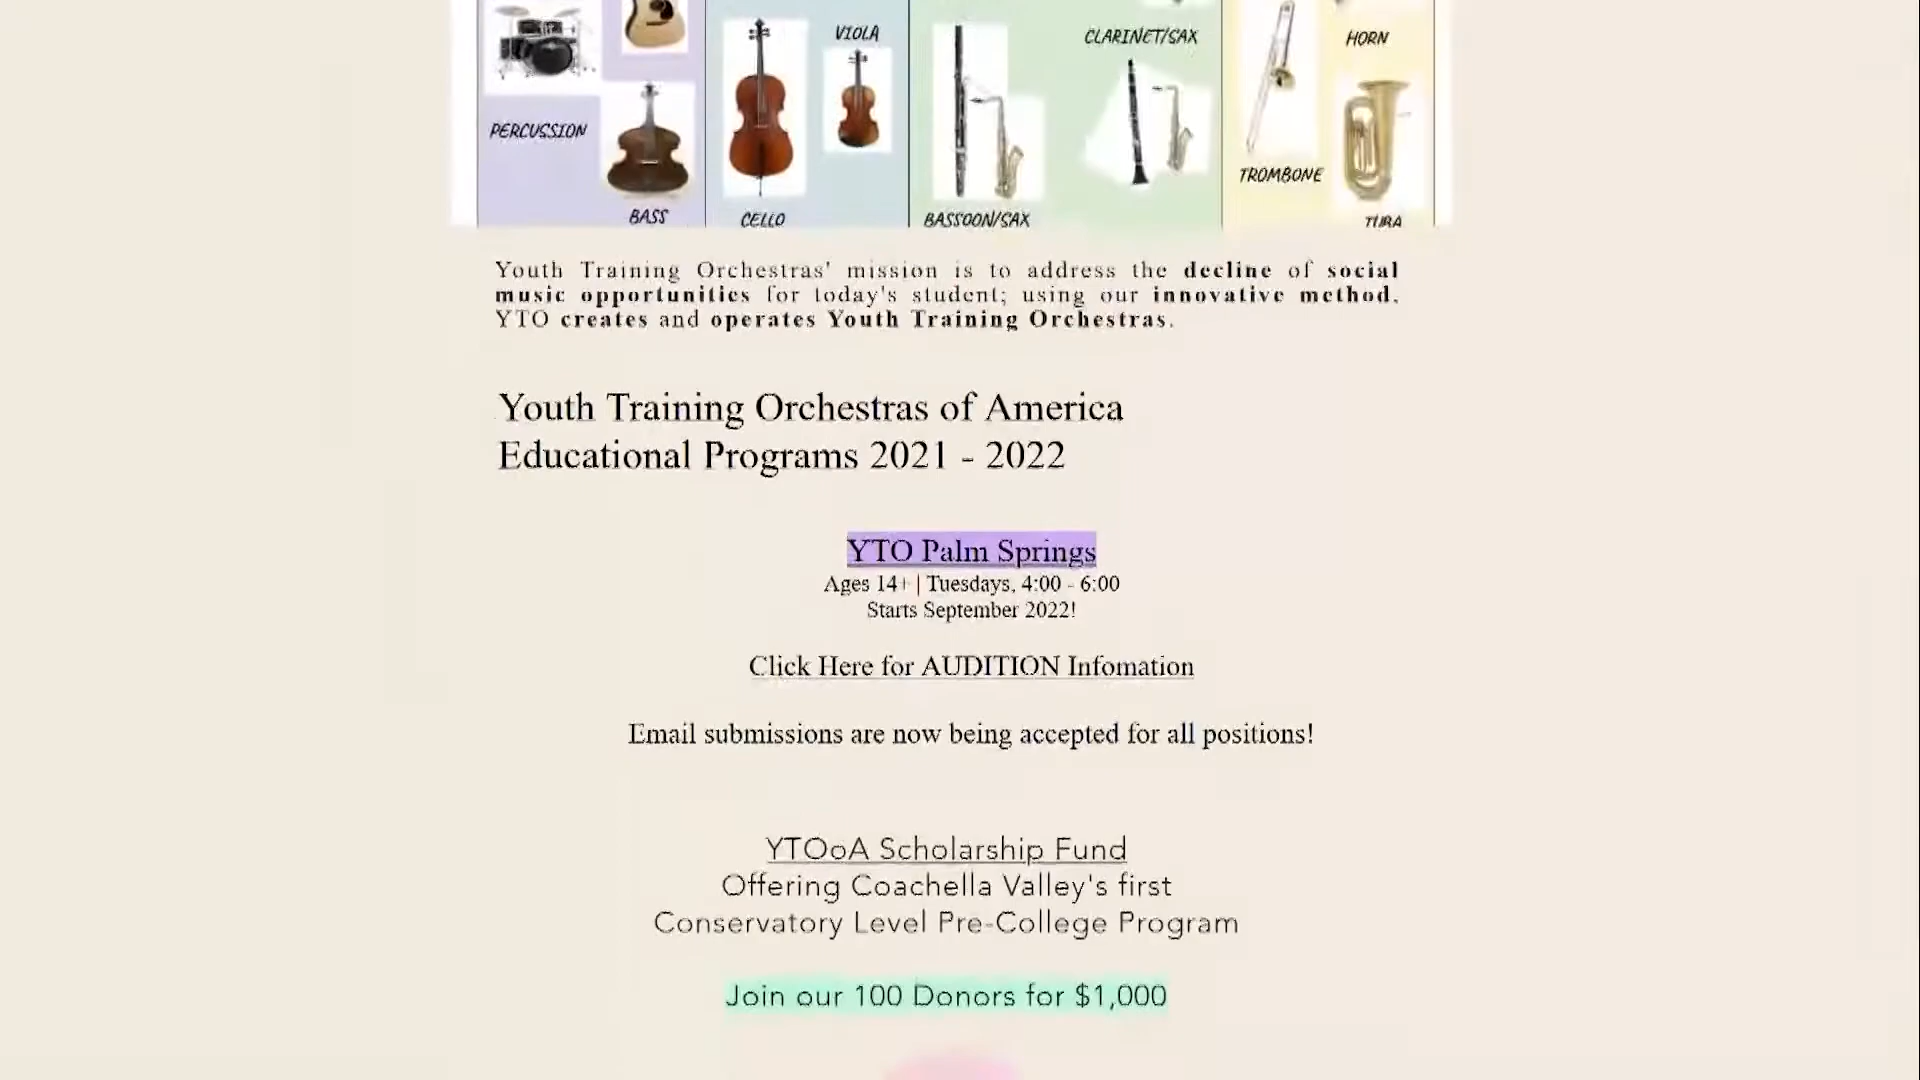 VIOLA
CLARINET/SAX
HORN
PERCUSSION
TROMBONE
BASS
CELLO
BASSOON/SAX
TUBA
Youth Training Orchestras' mission is to address the decline of social
music opportunities for today's student; using our innovative method,
YTO creates and operates Youth Training Orchestras.
Youth Training Orchestras of America
Educational Programs 2021 - 2022
YTO Palm Springs
Ages 14+ | Tuesdays, 4:00 - 6:00
Starts September 2022!
Click Here for AUDITION Infomation
Email submissions are now being accepted for all positions!
YTOoA Scholarship Fund
Offering Coachella Valley's first
Conservatory Level Pre-College Program
Join our 100 Donors for $1,000